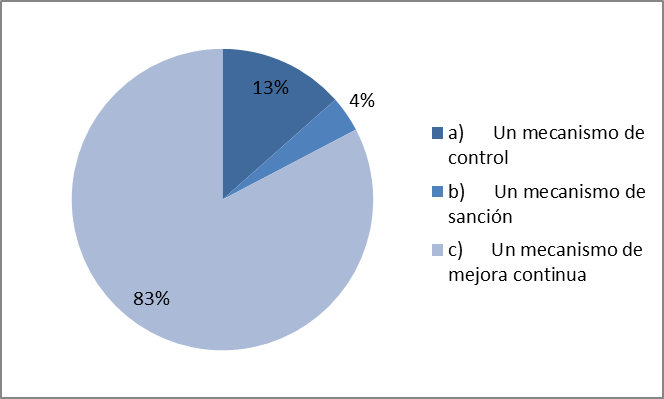 13%
4%
83%
a) Un mecanismo de
control
b) Un mecanismo de
sanción
c) Un mecanismo de
mejora continua